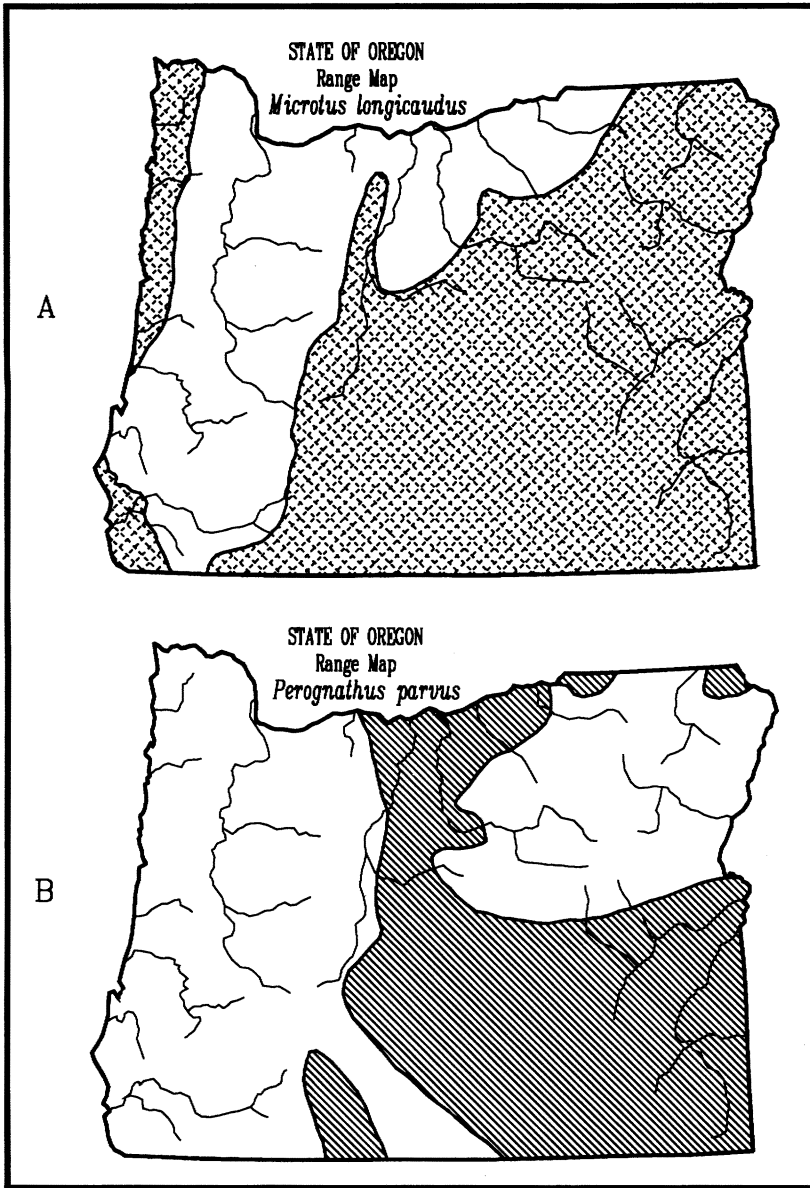 STATE OF OREGON
Range Map
Microtus longicaudus
A
STATE OF OREGON
Range Map
Perognathus parvus
B